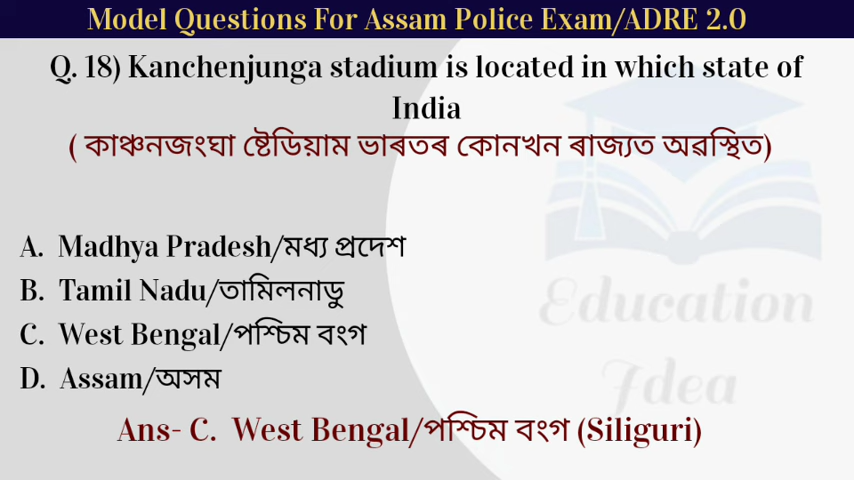 Model Questions For Assam Police Exam/ADRE 2.0
Q. 18) Kanchenjunga stadium is located in which state of
India
( কাঞ্চনজংঘা ষ্টেডিয়াম ভাৰতৰ কোনখন ৰাজ্যত অৱস্থিত)
A. Madhya Pradesh/মধ্য প্ৰদেশ
B. Tamil Nadu/তামিলনাডু
C. West Bengal/পশ্চিম বংগ
D. Assam/অসম
Education
Idea
Ans- C. West Bengal/পশ্চিম বংগ (Siliguri)